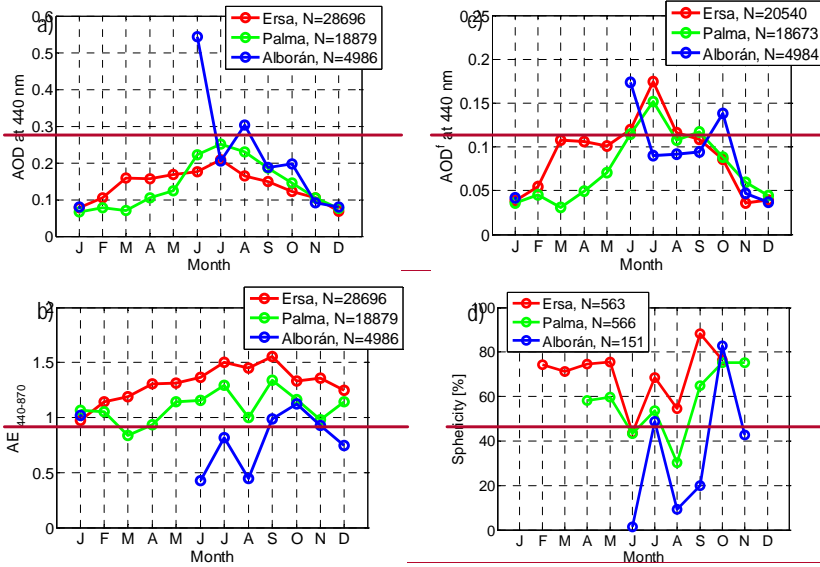 a)
Ersa, N=28696
Palma, N=18879
Alborán, N=4986
AOD at 440 nm
0.6
0.5
0.4
0.3
0.2
0.1
0
J F M A M J J A S O N D
Month
c)
Ersa, N=20540
Palma, N=18673
Alborán, N=4984
AODᶠ at 440 nm
0.25
0.2
0.15
0.1
0.05
0
J F M A M J J A S O N D
Month
b)
Ersa, N=28696
Palma, N=18879
Alborán, N=4986
AE 440-870
2
1.5
1
0.5
0
J F M A M J J A S O N D
Month
d)
Ersa, N=563
Palma, N=566
Alborán, N=151
Sphericity [%]
100
80
60
40
20
0
J F M A M J J A S O N D
Month